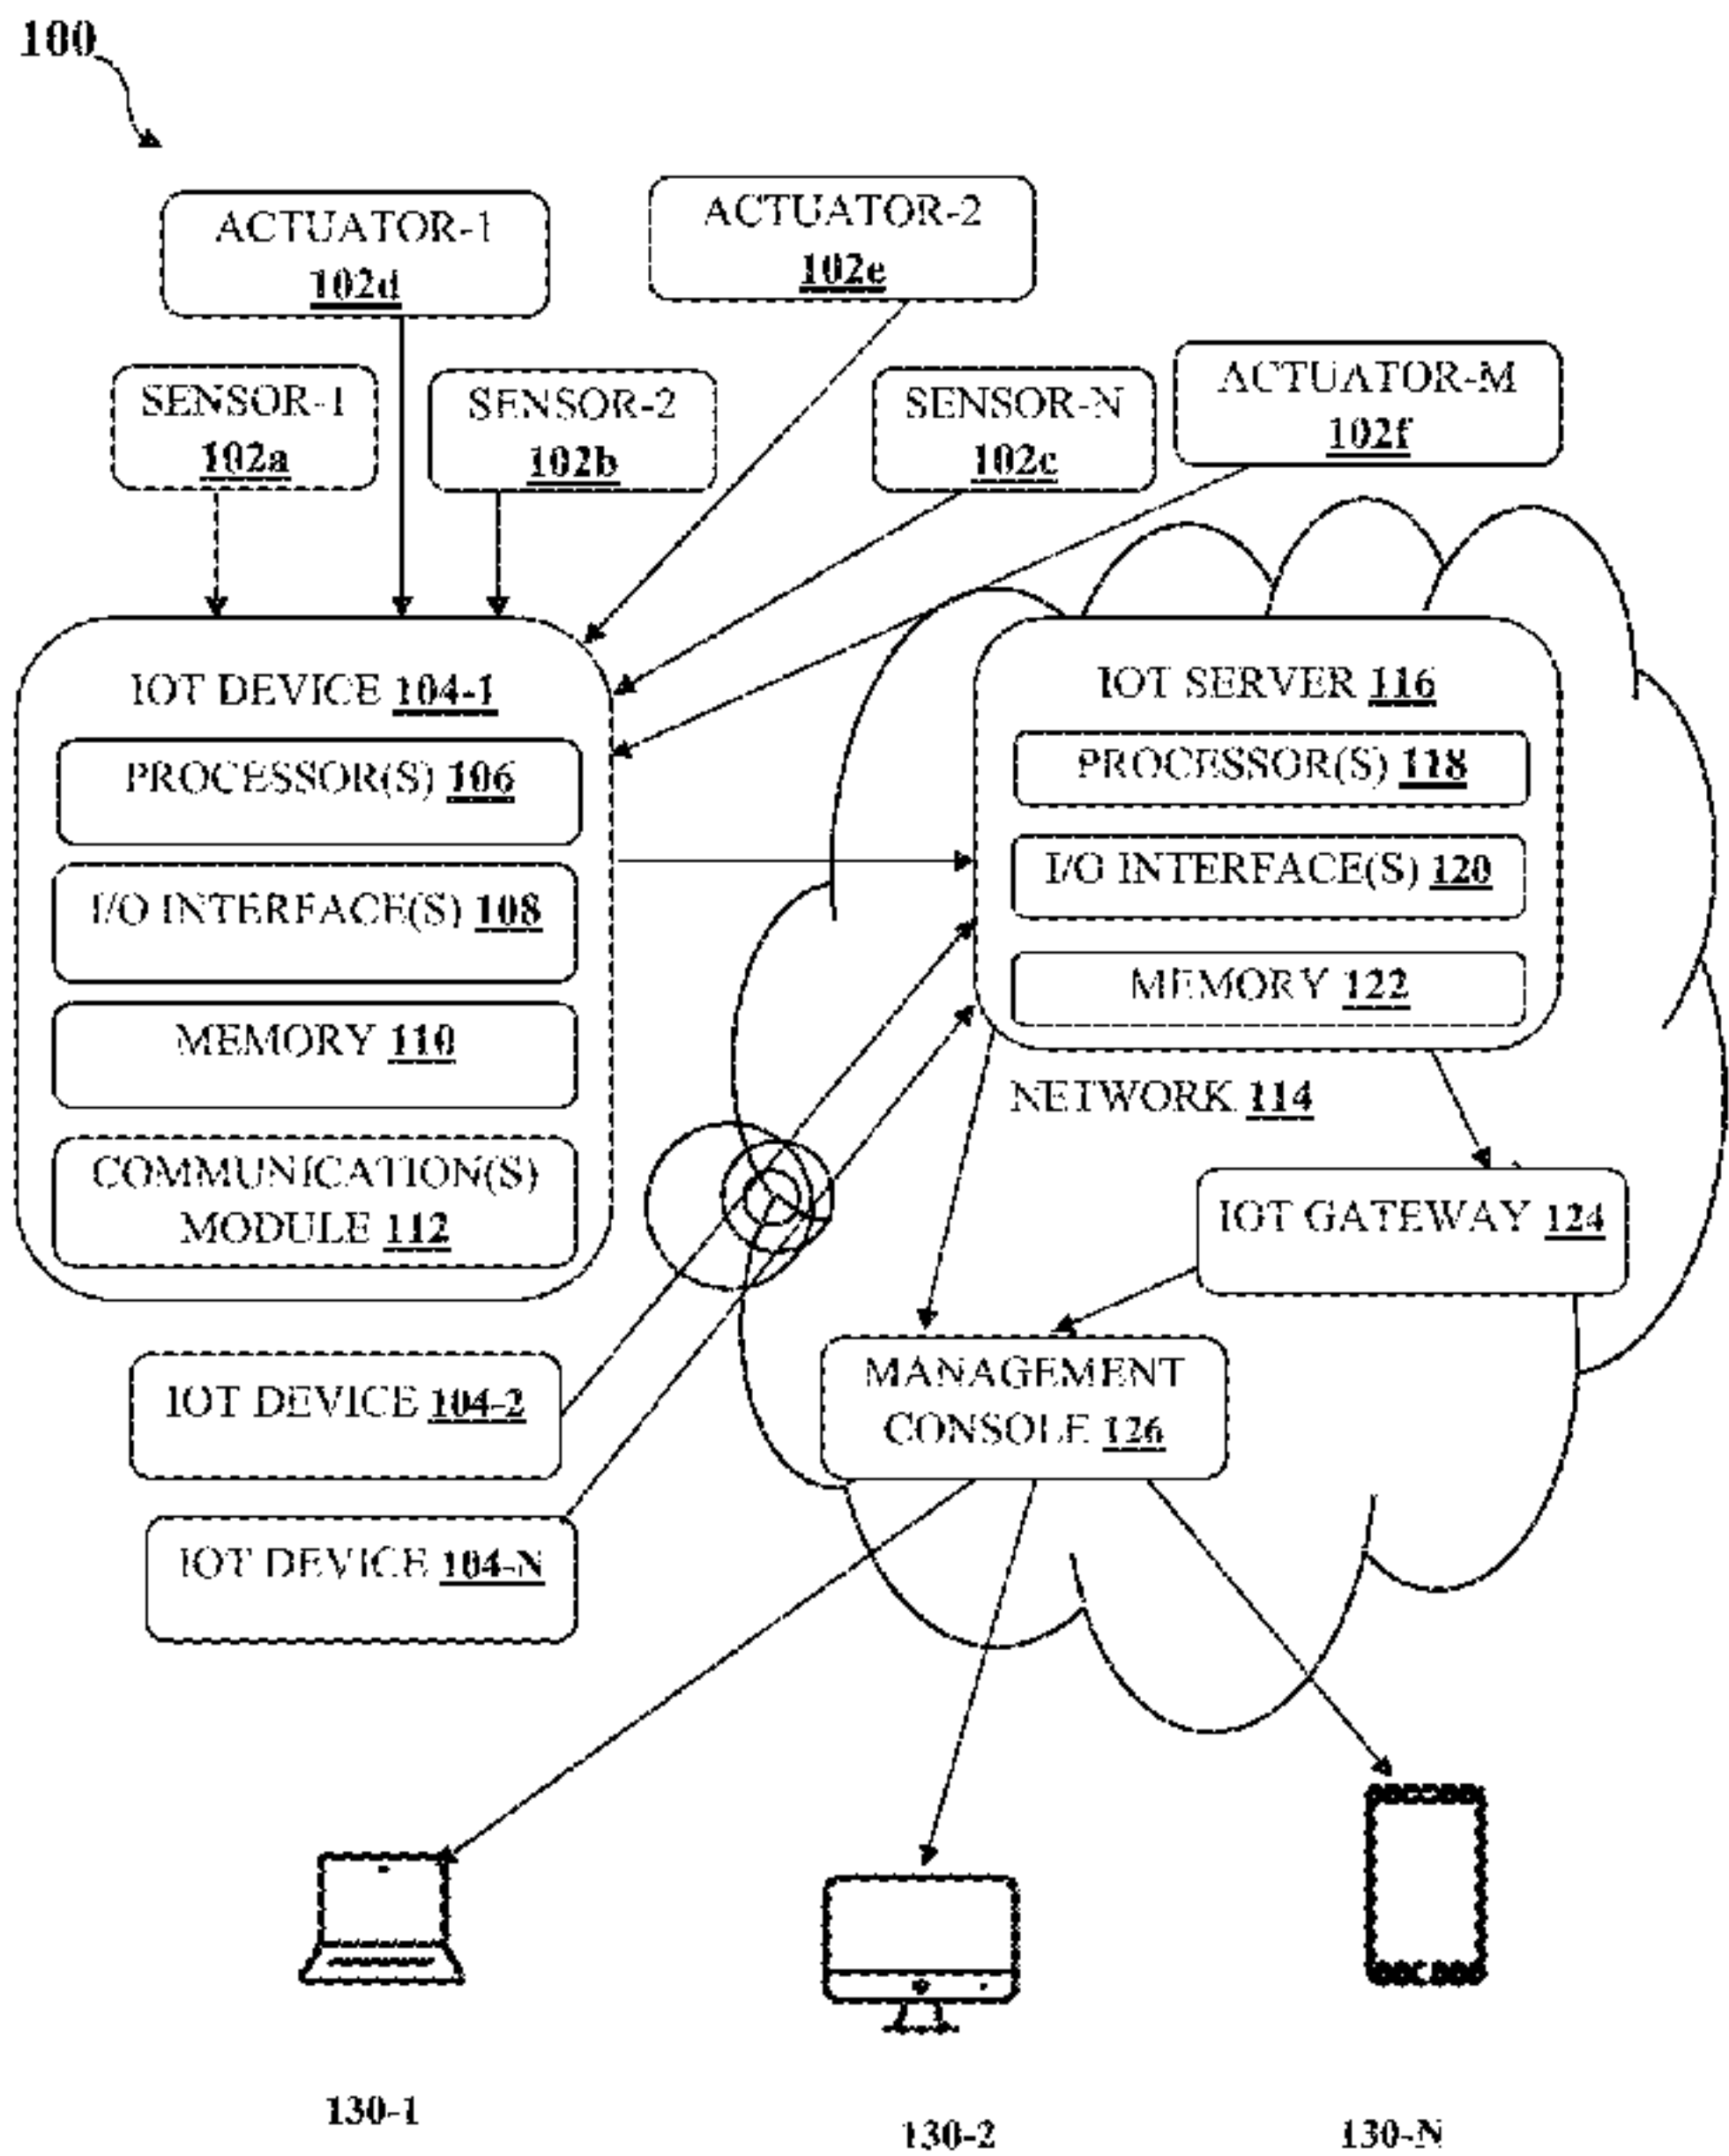 100
ACTUATOR-1
102d
ACTUATOR-2
102e
SENSOR-1
102a
SENSOR-2
102b
SENSOR-N
102c
ACTUATOR-M
102f
IOT DEVICE 104-1
PROCESSOR(S) 106
I/O INTERFACE(S) 108
MEMORY 110
COMMUNICATION(S)
MODULE 112
IOT SERVER 116
PROCESSOR(S) 118
I/O INTERFACE(S) 120
MEMORY 122
NETWORK 114
IOT GATEWAY 124
IOT DEVICE 104-2
IOT DEVICE 104-N
MANAGEMENT
CONSOLE 126
130-1
130-2
130-N